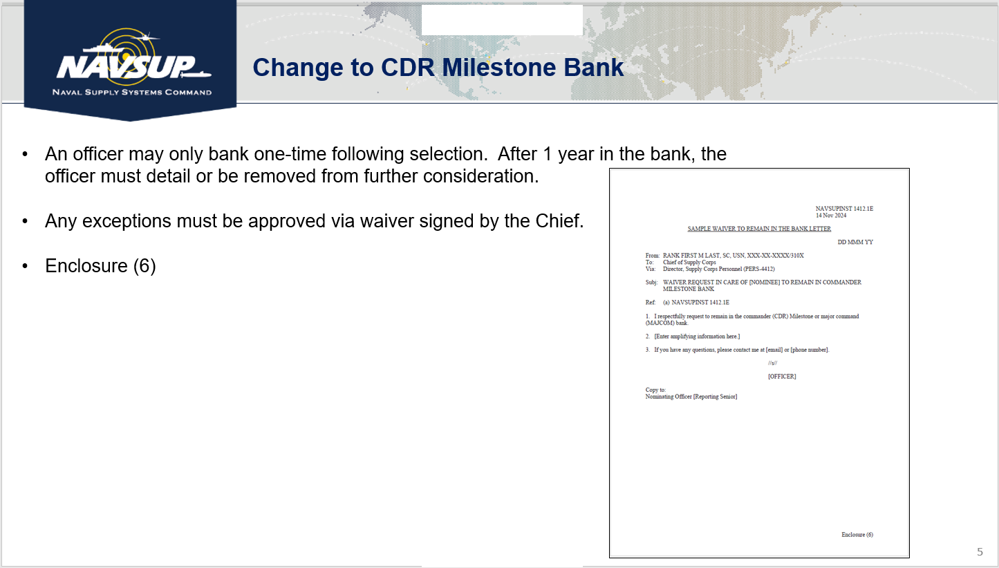 NAVSUP
NAVAL SUPPLY SYSTEMS COMMAND
Change to CDR Milestone Bank
• An officer may only bank one-time following selection.  After 1 year in the bank, the
officer must detail or be removed from further consideration.
• Any exceptions must be approved via waiver signed by the Chief.
• Enclosure (6)
NAVSUPINST 1412.1E
14 Nov 2024
SAMPLE WAIVER TO REMAIN IN THE BANK LETTER
DD MMM YY
From: RANK FIRST M LAST, SC, USN, XXX-XX-XXXX/310X
To: Chief of Supply Corps
Via: Director, Supply Corps Personnel (PERS-4412)
Subj: WAIVER REQUEST IN CARE OF [NOMINEE] TO REMAIN IN COMMANDER
MILESTONE BANK
Ref: (a) NAVSUPINST 1412.1E
1. I respectfully request to remain in the commander (CDR) Milestone or major command
(MAJCOM) bank.
2. [Enter amplifying information here.]
3. If you have any questions, please contact me at [email] or [phone number].
//s//
[OFFICER]
Copy to:
Nominating Officer [Reporting Senior]
Enclosure (6)
5